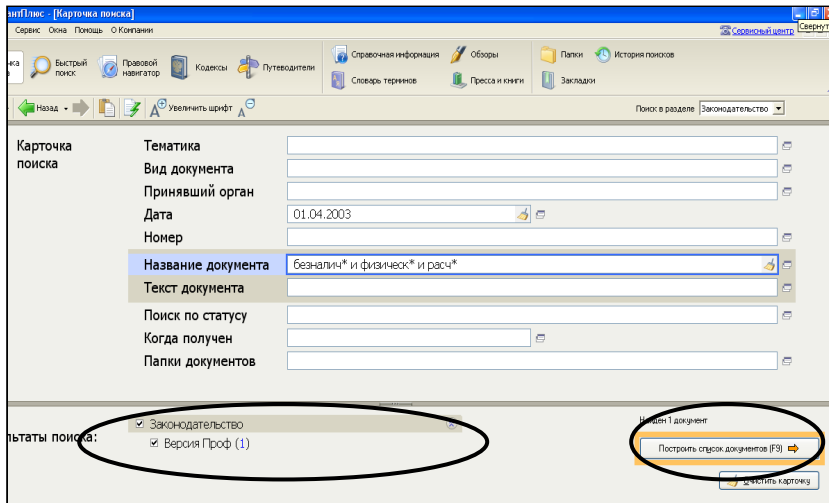 антПлюс - [Карточка поиска]
Свернут
Сервис Окна Помощь О Компании
Сервисный центр
Быстрый поиск
Правовой навигатор
Кодексы
Путеводители
Справочная информация
Обзоры
Папки
История поисков
Словарь терминов
Пресса и книги
Закладки
Назад
Увеличить шрифт
Поиск в разделе Законодательство
Карточка поиска
Тематика
Вид документа
Принявший орган
Дата 01.04.2003
Номер
Название документа безналич* и физическ* и расч*
Текст документа
Поиск по статусу
Когда получен
Папки документов
льтаты поиска:
Законодательство
Версия Проф (1)
Найден 1 документ
Построить список документов (F9)
Очистить карточку